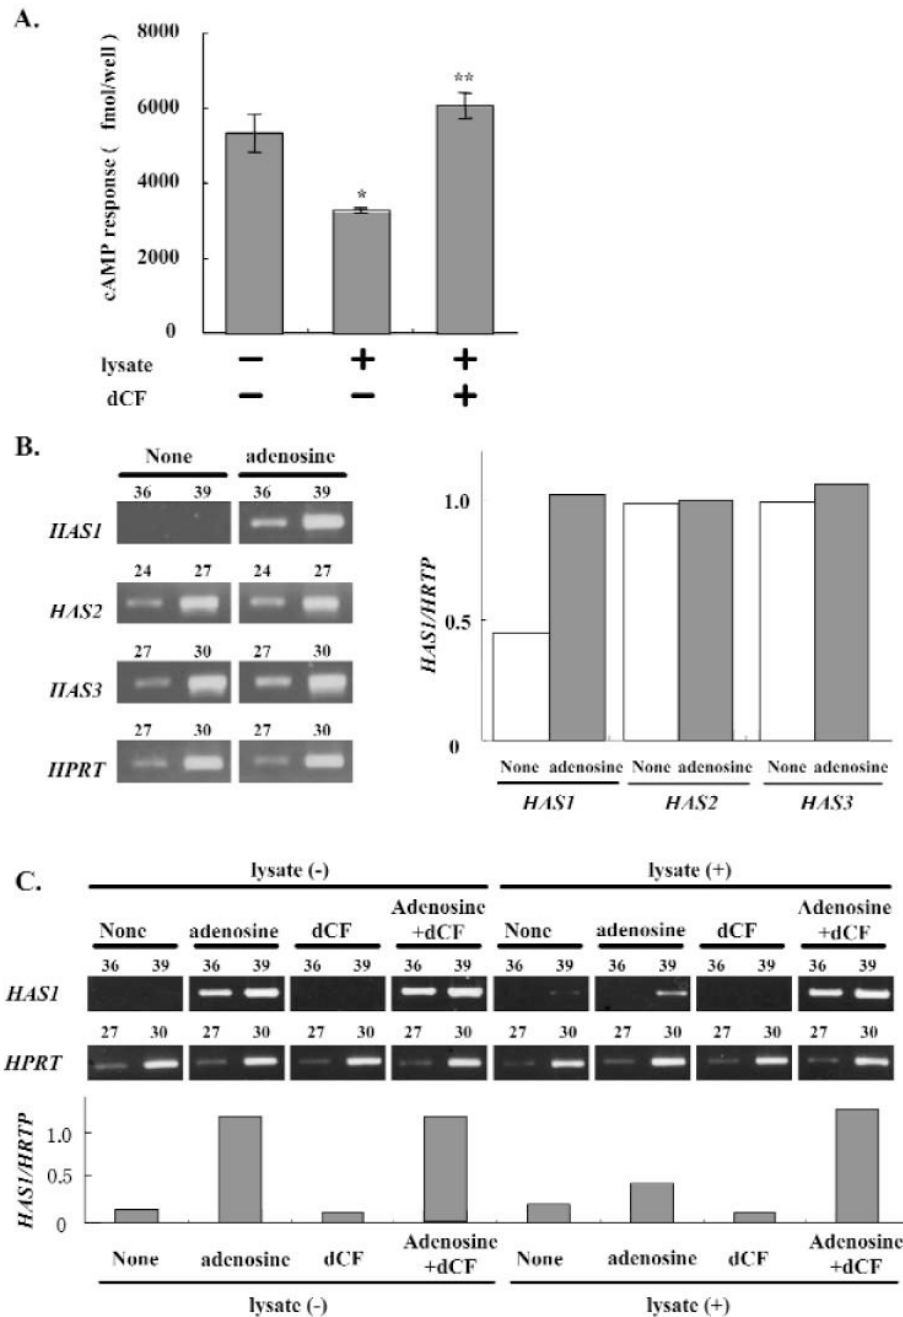 A.
cAMP response ( fmol/well )
8000
6000
4000
2000
0
*
**
lysate − + +
dCF − − +
B.
None adenosine
36 39 36 39
HAS1
24 27 24 27
HAS2
27 30 27 30
HAS3
27 30 27 30
HPRT
HAS1/HRTP
1.0
0.5
0
None adenosine None adenosine None adenosine
HAS1 HAS2 HAS3
C.
lysate (-) lysate (+)
None adenosine dCF Adenosine +dCF None adenosine dCF Adenosine +dCF
36 39 36 39 36 39 36 39 36 39 36 39 36 39 36 39
HAS1
27 30 27 30 27 30 27 30 27 30 27 30 27 30 27 30
HPRT
HAS1/HRTP
1.0
0.5
0
None adenosine dCF Adenosine +dCF None adenosine dCF Adenosine +dCF
lysate (-) lysate (+)